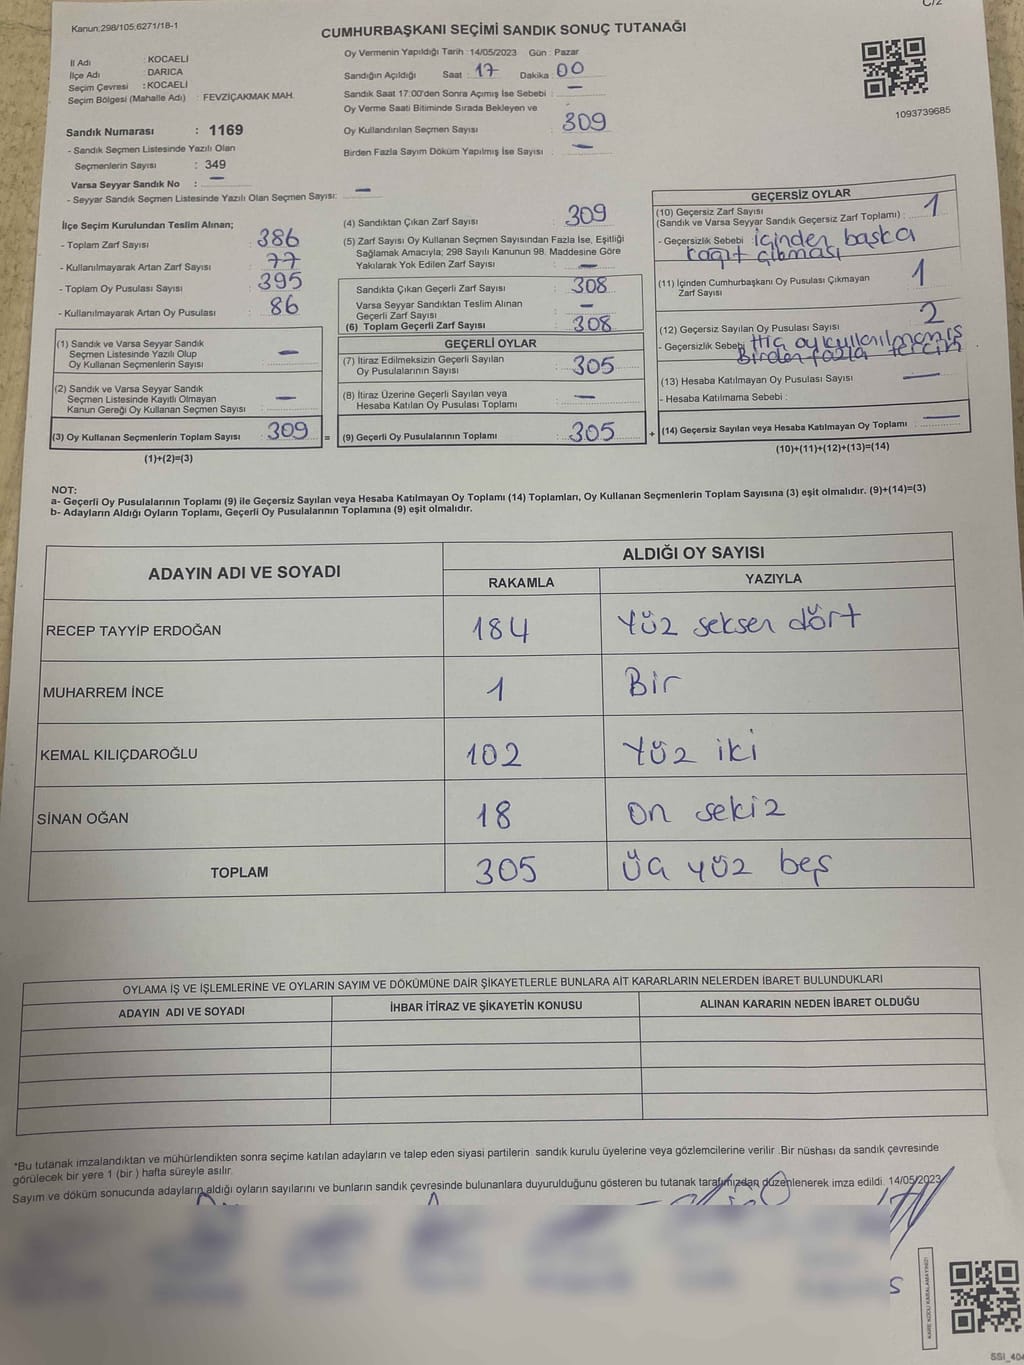 Kanun:298/105;6271/18-1
C/2
CUMHURBAŞKANI SEÇİMİ SANDIK SONUÇ TUTANAĞI
İl Adı : KOCAELİ
İlçe Adı : DARICA
Seçim Çevresi : KOCAELİ
Seçim Bölgesi (Mahalle Adı) : FEVZİÇAKMAK MAH.
Sandık Numarası : 1169
- Sandık Seçmen Listesinde Yazılı Olan
Seçmenlerin Sayısı : 349
Varsa Seyyar Sandık No : —
- Seyyar Sandık Seçmen Listesinde Yazılı Olan Seçmen Sayısı: —
Oy Vermenin Yapıldığı Tarih : 14/05/2023 Gün : Pazar
Sandığın Açıldığı Saat : 17 Dakika : 00
Sandık Saat 17:00'den Sonra Açımış İse Sebebi : —
Oy Verme Saati Bitiminde Sırada Bekleyen ve
Oy Kullandırılan Seçmen Sayısı : 309
Birden Fazla Sayım Döküm Yapılmış İse Sayısı : —
1093739685
İlçe Seçim Kurulundan Teslim Alınan;
- Toplam Zarf Sayısı : 386
- Kullanılmayarak Artan Zarf Sayısı : 77
- Toplam Oy Pusulası Sayısı : 395
- Kullanılmayarak Artan Oy Pusulası : 86
(1) Sandık ve Varsa Seyyar Sandık
Seçmen Listesinde Yazılı Olup
Oy Kullanan Seçmenlerin Sayısı : —
(2) Sandık ve Varsa Seyyar Sandık
Seçmen Listesinde Kayıtlı Olmayan
Kanun Gereği Oy Kullanan Seçmen Sayısı : —
(3) Oy Kullanan Seçmenlerin Toplam Sayısı : 309 =
(1)+(2)=(3)
(4) Sandıktan Çıkan Zarf Sayısı : 309
(5) Zarf Sayısı Oy Kullanan Seçmen Sayısından Fazla İse, Eşitliği
Sağlamak Amacıyla; 298 Sayılı Kanunun 98. Maddesine Göre
Yakılarak Yok Edilen Zarf Sayısı : —
Sandıkta Çıkan Geçerli Zarf Sayısı : 308
Varsa Seyyar Sandıktan Teslim Alınan
Geçerli Zarf Sayısı : —
(6) Toplam Geçerli Zarf Sayısı : 308
GEÇERLİ OYLAR
(7) İtiraz Edilmeksizin Geçerli Sayılan
Oy Pusulalarının Sayısı : 305
(8) İtiraz Üzerine Geçerli Sayılan veya
Hesaba Katılan Oy Pusulası Toplamı : —
(9) Geçerli Oy Pusulalarının Toplamı : 305 +
GEÇERSİZ OYLAR
(10) Geçersiz Zarf Sayısı
(Sandık ve Varsa Seyyar Sandık Geçersiz Zarf Toplamı) : 1
- Geçersizlik Sebebi : içinden başka
kağıt çıkması
(11) İçinden Cumhurbaşkanı Oy Pusulası Çıkmayan
Zarf Sayısı : 1
(12) Geçersiz Sayılan Oy Pusulası Sayısı : 2
- Geçersizlik Sebebi Hiç oy kullanılmamış
Birden fazla tercih
(13) Hesaba Katılmayan Oy Pusulası Sayısı : —
- Hesaba Katılmama Sebebi :
(14) Geçersiz Sayılan veya Hesaba Katılmayan Oy Toplamı : —
(10)+(11)+(12)+(13)=(14)
NOT:
a- Geçerli Oy Pusulalarının Toplamı (9) ile Geçersiz Sayılan veya Hesaba Katılmayan Oy Toplamı (14) Toplamları, Oy Kullanan Seçmenlerin Toplam Sayısına (3) eşit olmalıdır. (9)+(14)=(3)
b- Adayların Aldığı Oyların Toplamı, Geçerli Oy Pusulalarının Toplamına (9) eşit olmalıdır.
ADAYIN ADI VE SOYADI
ALDIĞI OY SAYISI
RAKAMLA YAZIYLA
RECEP TAYYİP ERDOĞAN 184 Yüz seksen dört
MUHARREM İNCE 1 Bir
KEMAL KILIÇDAROĞLU 102 Yüz iki
SİNAN OĞAN 18 on sekiz
TOPLAM 305 Üç yüz beş
OYLAMA İŞ VE İŞLEMLERİNE VE OYLARIN SAYIM VE DÖKÜMÜNE DAİR ŞİKAYETLERLE BUNLARA AİT KARARLARIN NELERDEN İBARET BULUNDUKLARI
ADAYIN ADI VE SOYADI İHBAR İTİRAZ VE ŞİKAYETİN KONUSU ALINAN KARARIN NEDEN İBARET OLDUĞU
*Bu tutanak imzalandıktan ve mühürlendikten sonra seçime katılan adayların ve talep eden siyasi partilerin sandık kurulu üyelerine veya gözlemcilerine verilir .Bir nüshası da sandık çevresinde
görülecek bir yere 1 (bir ) hafta süreyle asılır.
Sayım ve döküm sonucunda adayların aldığı oyların sayılarını ve bunların sandık çevresinde bulunanlara duyurulduğunu gösteren bu tutanak tarafımızdan düzenlenerek imza edildi. 14/05/2023
KARE KODU KARALAMAYINIZ!